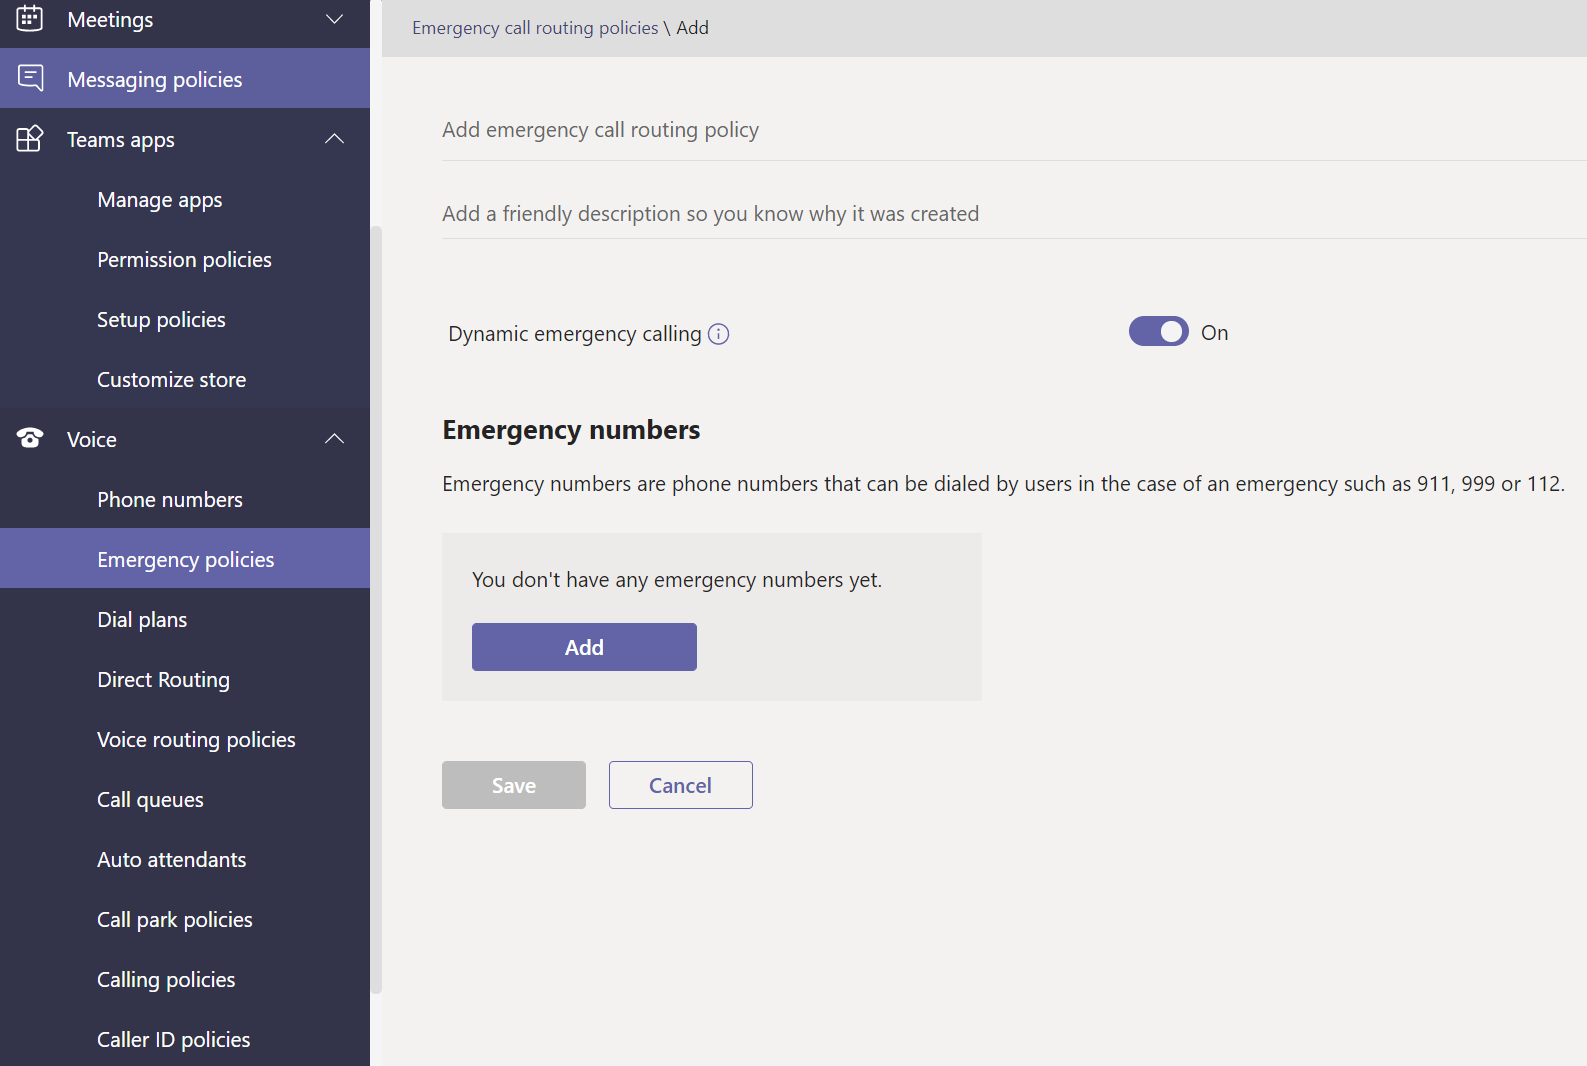 Meetings
Messaging policies
Teams apps
Manage apps
Permission policies
Setup policies
Customize store
Voice
Phone numbers
Emergency policies
Dial plans
Direct Routing
Voice routing policies
Call queues
Auto attendants
Call park policies
Calling policies
Caller ID policies
Emergency call routing policies \ Add
Add emergency call routing policy
Add a friendly description so you know why it was created
Dynamic emergency calling On
Emergency numbers
Emergency numbers are phone numbers that can be dialed by users in the case of an emergency such as 911, 999 or 112.
You don't have any emergency numbers yet.
Add
Save Cancel